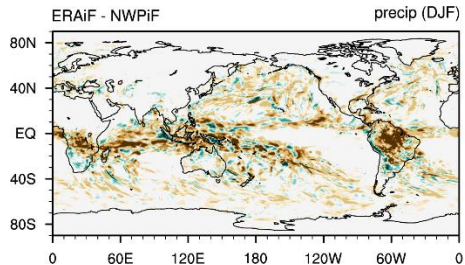 ERAiF - NWPiF precip (DJF)
80N
40N
EQ
40S
80S
0 60E 120E 180 120W 60W 0